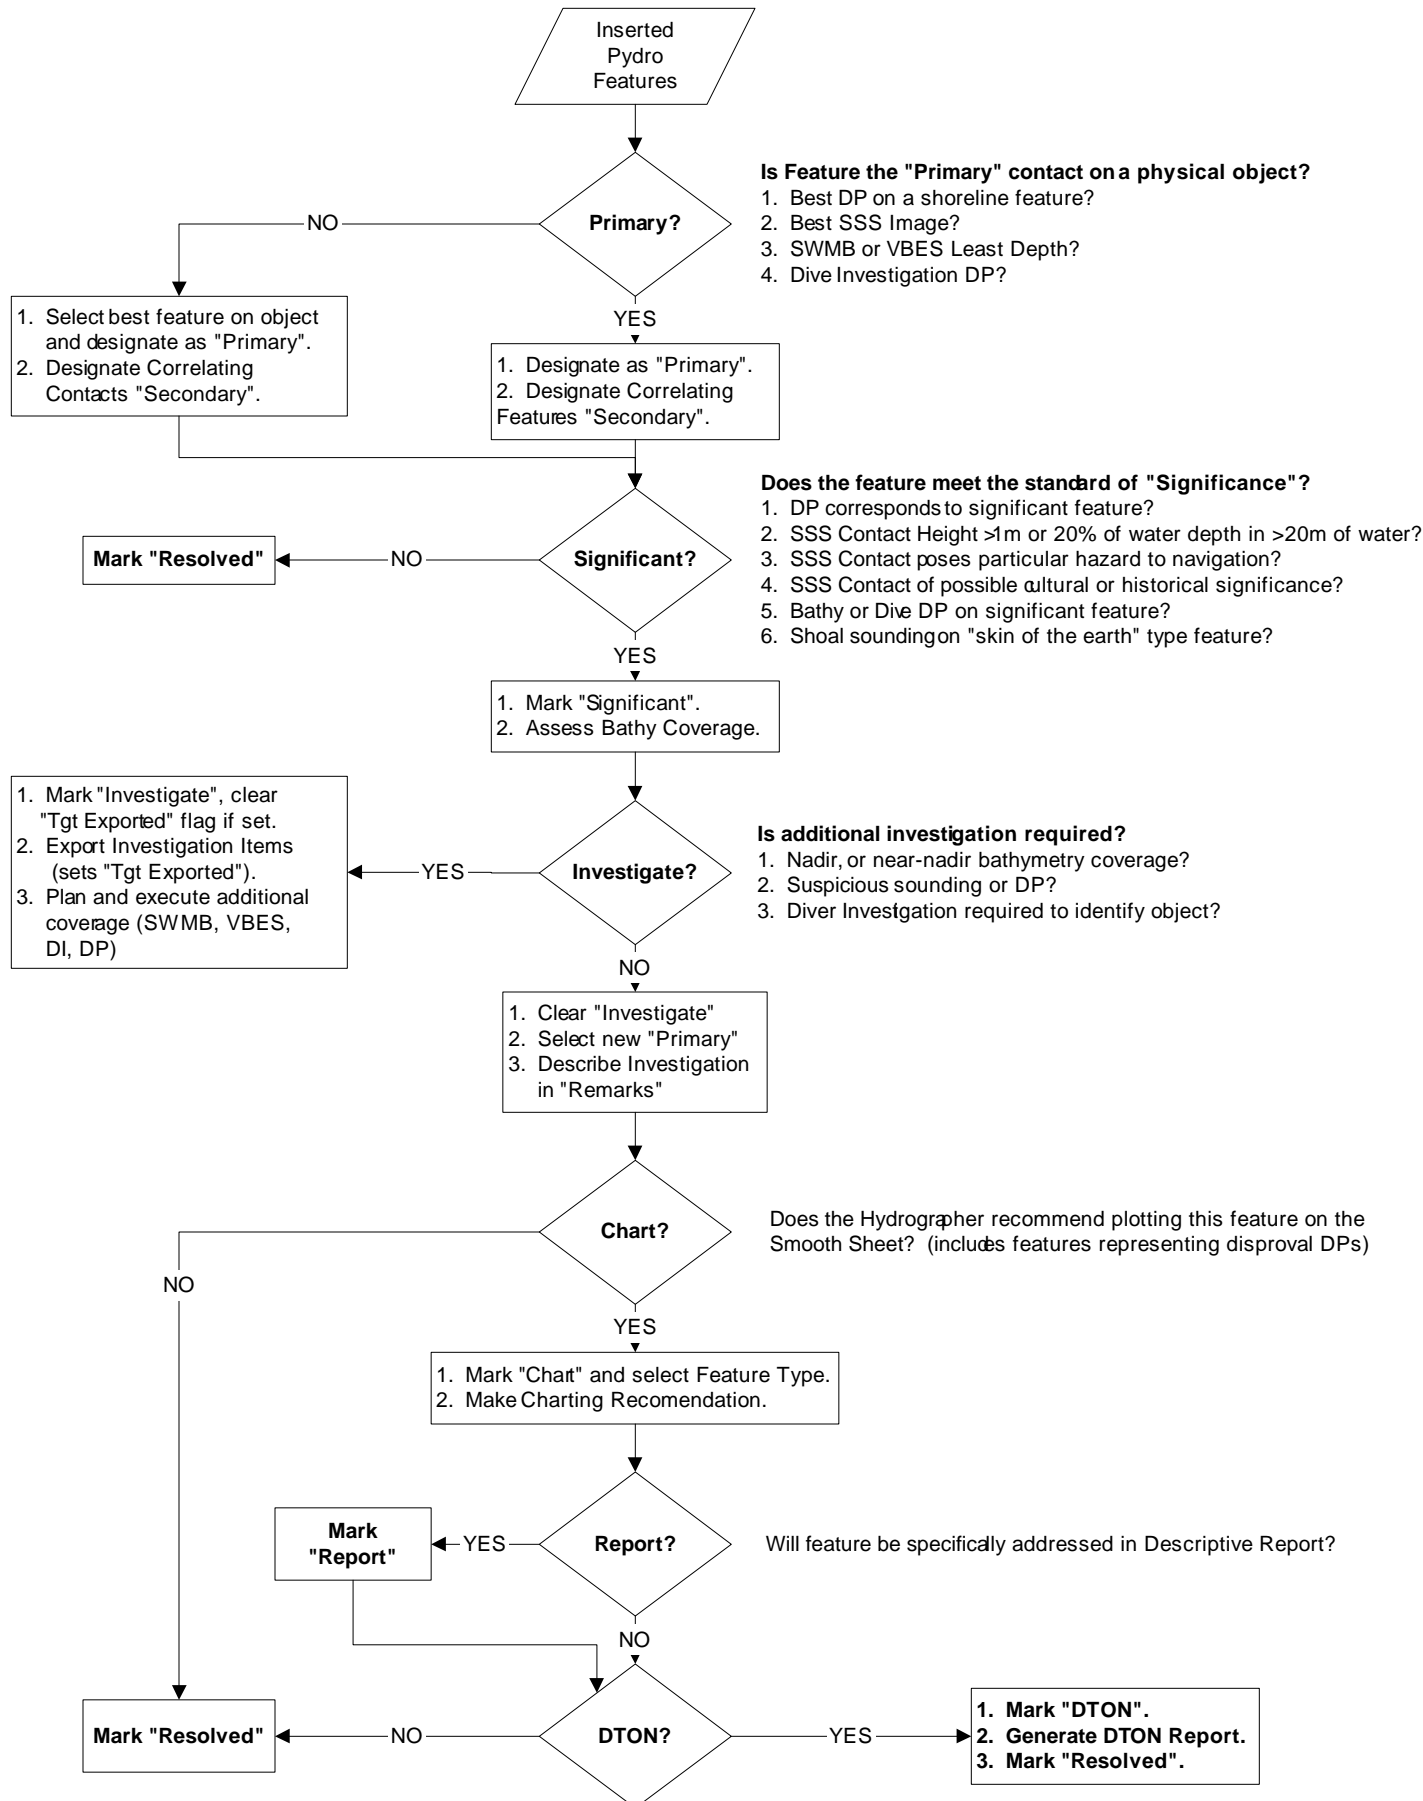 Inserted
Pydro
Features
Primary?
Is Feature the "Primary" contact on a physical object?
1. Best DP on a shoreline feature?
2. Best SSS Image?
3. SWMB or VBES Least Depth?
4. Dive Investigation DP?
NO
YES
1. Select best feature on object
and designate as "Primary".
2. Designate Correlating
Contacts "Secondary".
1. Designate as "Primary".
2. Designate Correlating
Features "Secondary".
Significant?
Does the feature meet the standard of "Significance"?
1. DP corresponds to significant feature?
2. SSS Contact Height >1m or 20% of water depth in >20m of water?
3. SSS Contact poses particular hazard to navigation?
4. SSS Contact of possible cultural or historical significance?
5. Bathy or Dive DP on significant feature?
6. Shoal sounding on "skin of the earth" type feature?
NO
Mark "Resolved"
YES
1. Mark "Significant".
2. Assess Bathy Coverage.
Investigate?
Is additional investigation required?
1. Nadir, or near-nadir bathymetry coverage?
2. Suspicious sounding or DP?
3. Diver Investigation required to identify object?
YES
1. Mark "Investigate", clear
"Tgt Exported" flag if set.
2. Export Investigation Items
(sets "Tgt Exported").
3. Plan and execute additional
coverage (SWMB, VBES,
DI, DP)
NO
1. Clear "Investigate"
2. Select new "Primary"
3. Describe Investigation
in "Remarks"
Chart?
Does the Hydrographer recommend plotting this feature on the
Smooth Sheet? (includes features representing disproval DPs)
NO
YES
1. Mark "Chart" and select Feature Type.
2. Make Charting Recomendation.
Report?
Will feature be specifically addressed in Descriptive Report?
YES
Mark
"Report"
NO
DTON?
NO
Mark "Resolved"
YES
1. Mark "DTON".
2. Generate DTON Report.
3. Mark "Resolved".